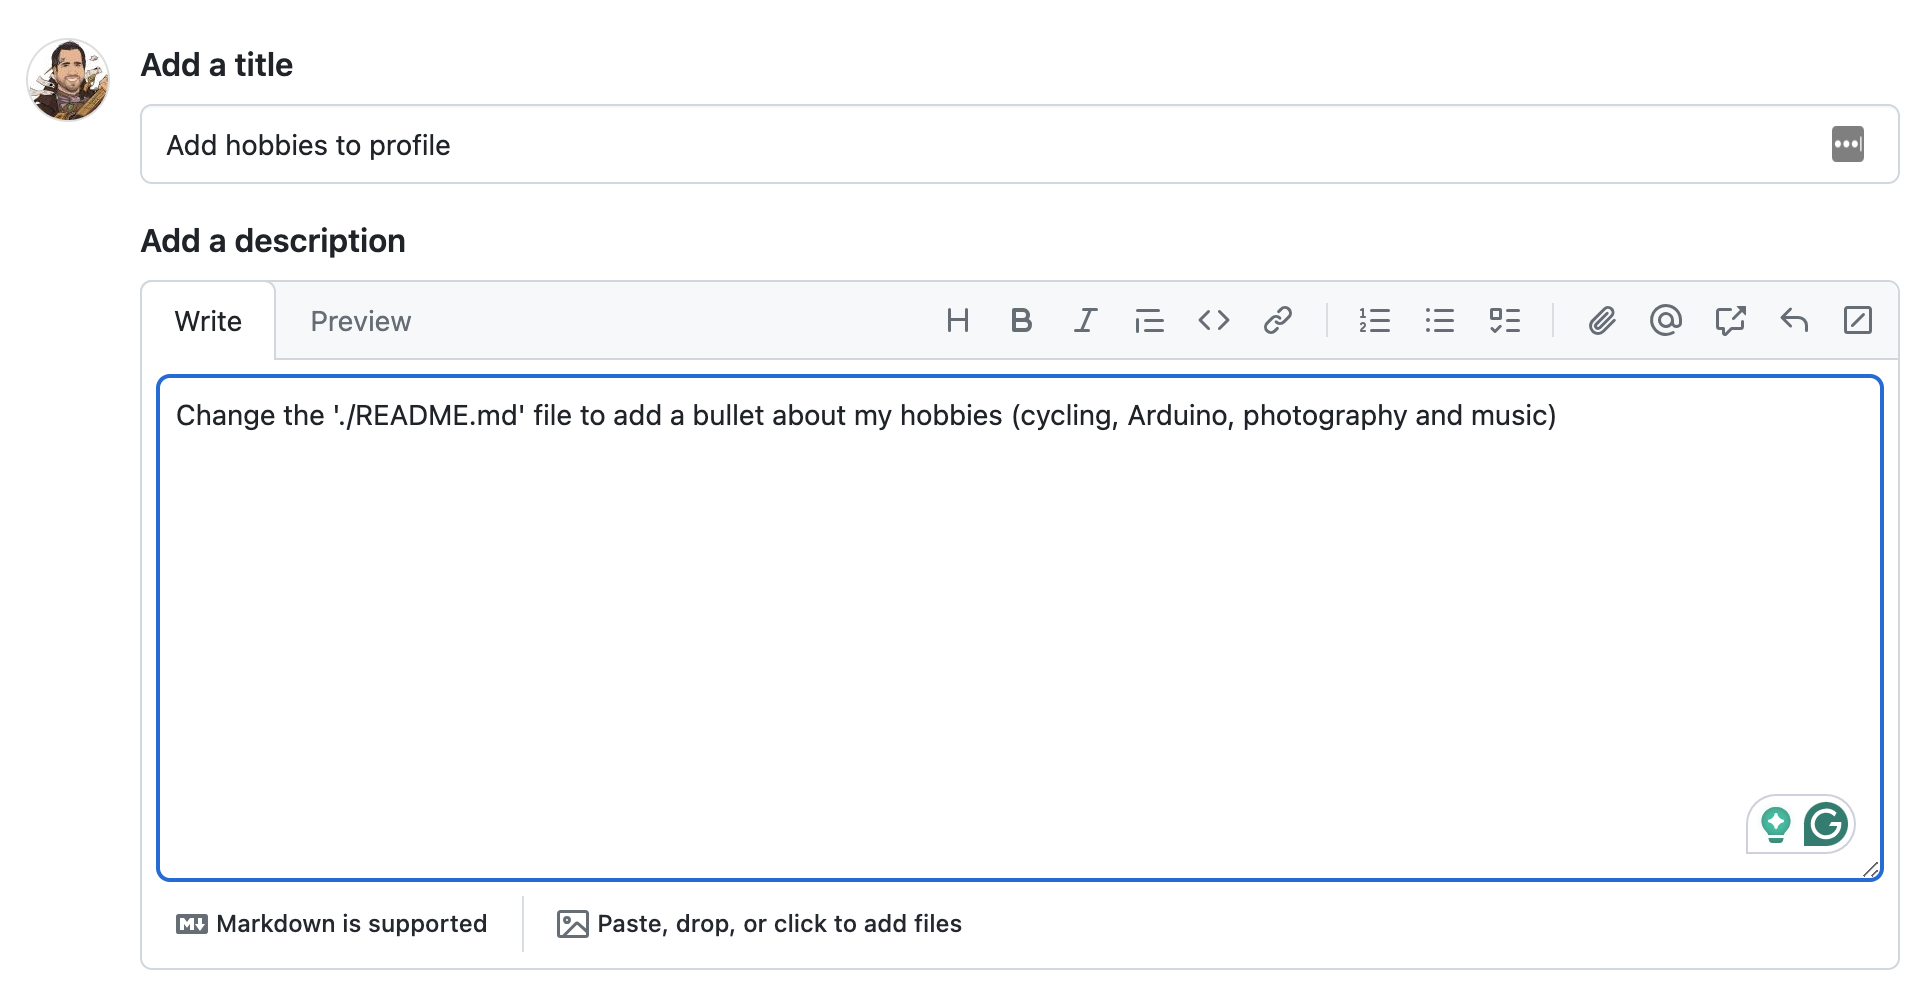 Add a title
Add hobbies to profile
Add a description
Write
Preview
Change the './README.md' file to add a bullet about my hobbies (cycling, Arduino, photography and music)
Markdown is supported
Paste, drop, or click to add files